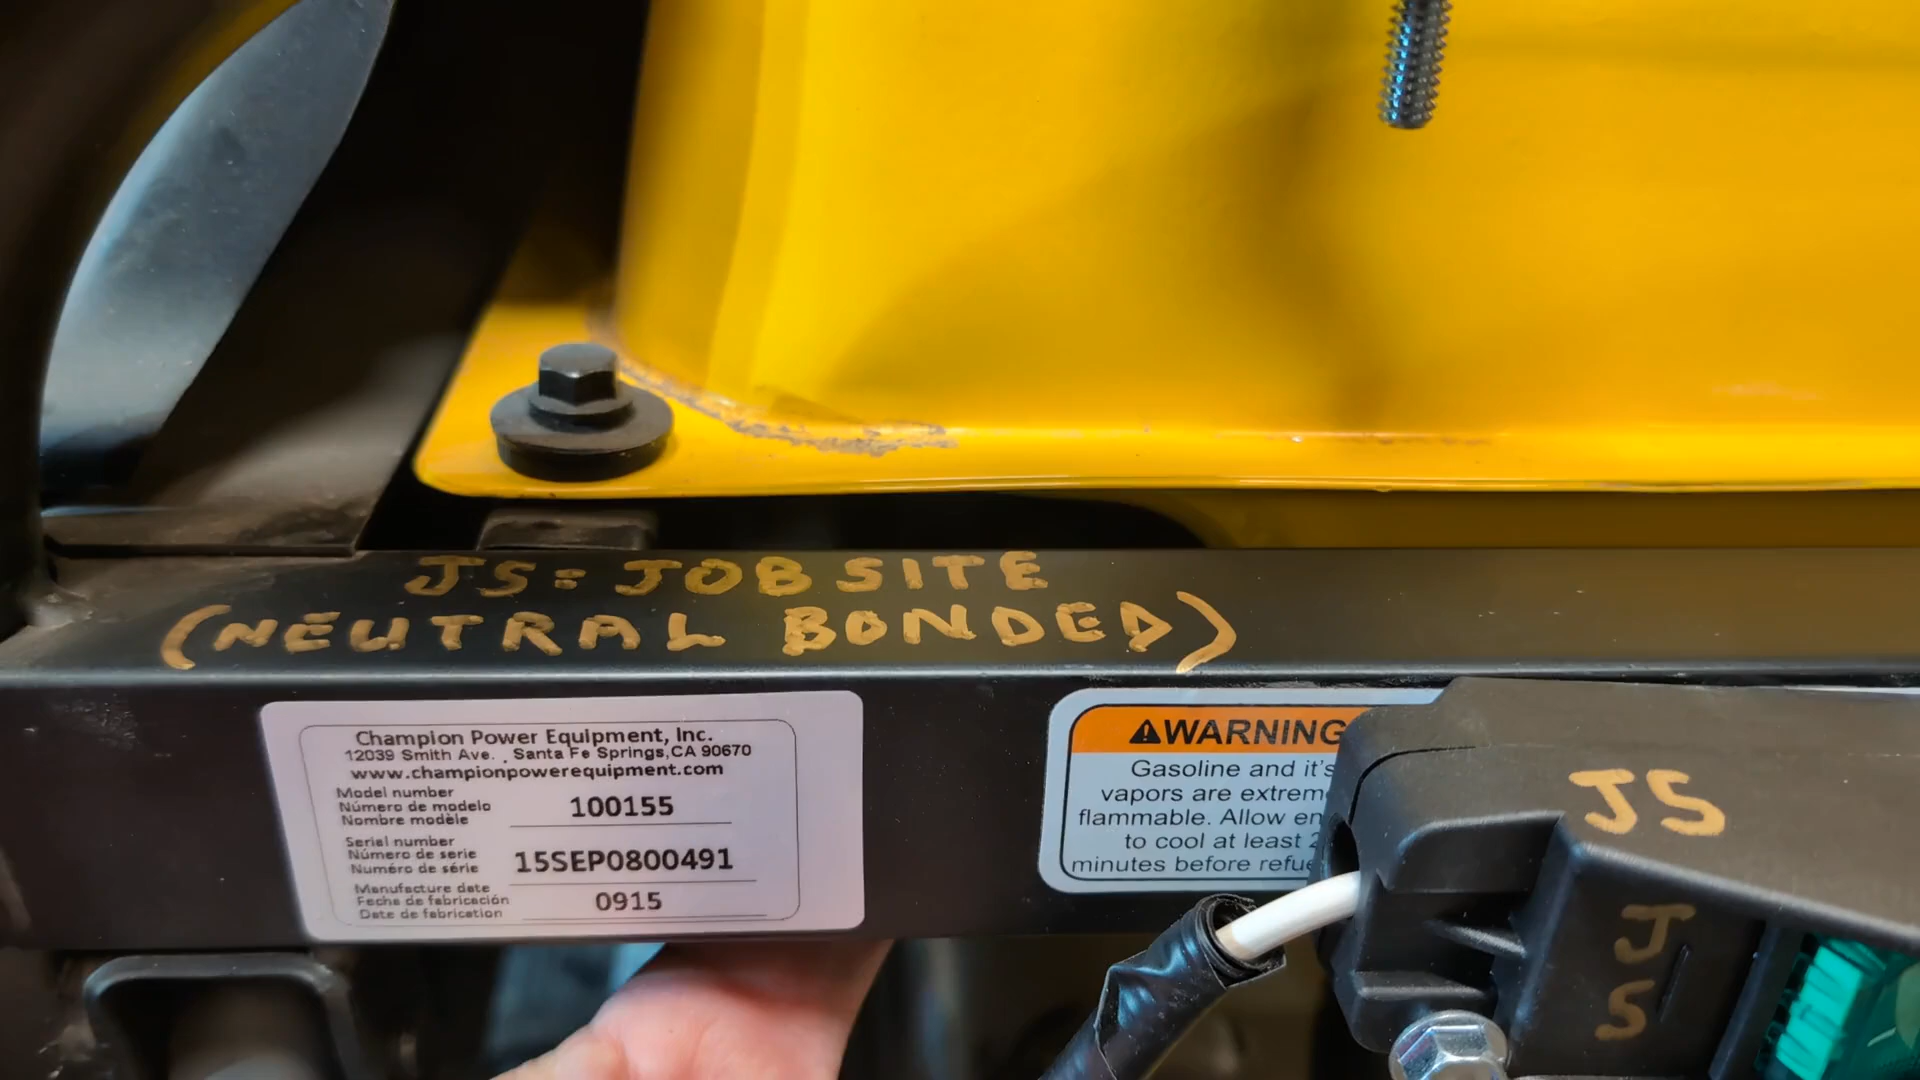 JS=JOBSITE
(NEUTRAL BONDED)
Champion Power Equipment, Inc.
12039 Smith Ave. , Santa Fe Springs,CA 90670
www.championpowerequipment.com
Model number
Número de modelo 100155
Nombre modèle
Serial number
Número de serie 15SEP0800491
Numéro de série
Manufacture date
Fecha de fabricación 0915
Date de fabrication
WARNING
Gasoline and it's
vapors are
flammable. Allow
to cool at least
minutes before
JS
JS